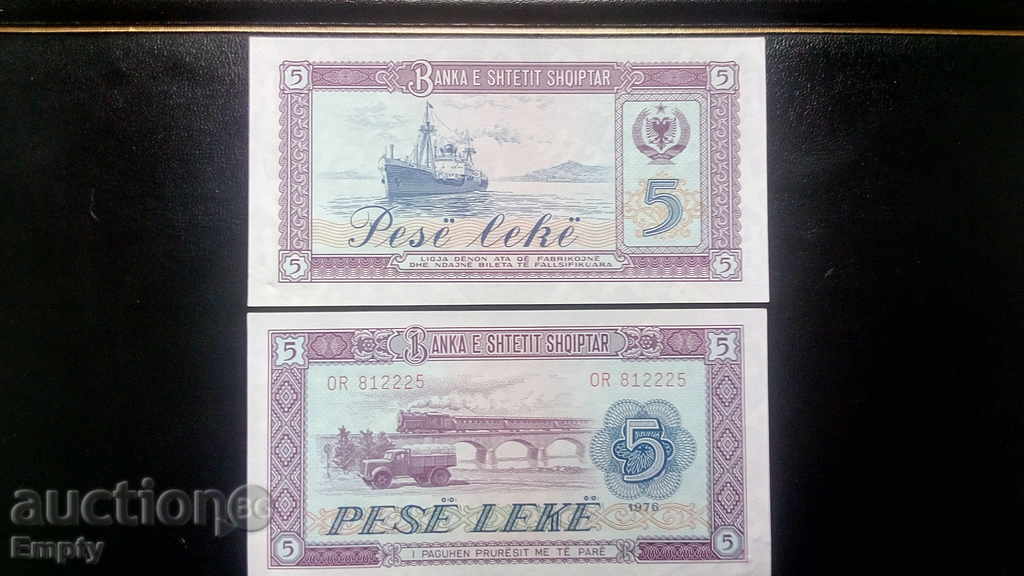 5 BANKA E SHTETIT SHQIPTAR 5
Pesë lekë
5
LIGJA DËNON ATA QË FABRIKOJNË
DHE NDAJNË BILETA TË FALLSIFIKUARA
5 5
5 BANKA E SHTETIT SHQIPTAR 5
OR 812225 OR 812225
5
PESË LEKË 1976
5 I PAGUHEN PRURËSIT ME TË PARË 5
auction
Empty